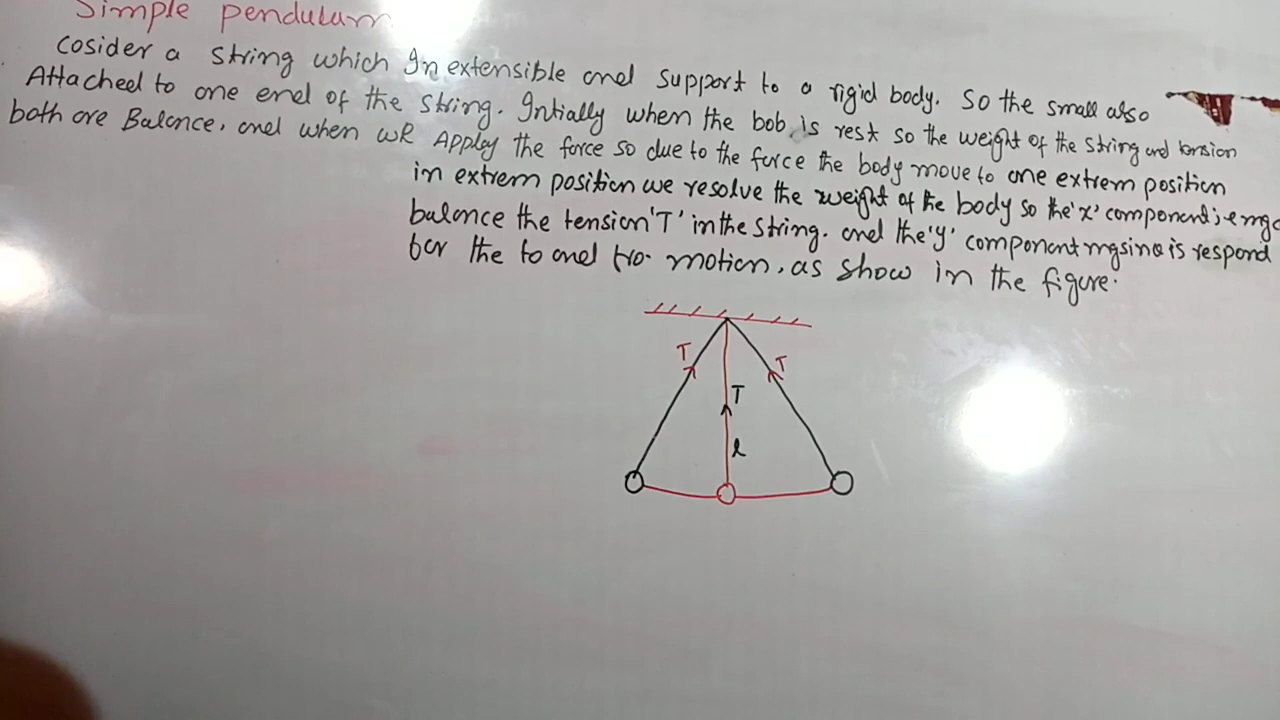 Simple pendulum
Cosider a string which Inextensible and support to a rigid body. so the small also
Attached to one end of the string. Intially when the bob is rest so the weight of the string and tension
both are Balance, and when we Apply the force so due to the force the body move to one extrem position
in extrem position we resolve the weight of the body so the 'x' component i.e mgc
balance the tension 'T' in the string. and the 'y' component mgsinθ is respond
for the to and fro motion, as show in the figure.
T
T
T
l